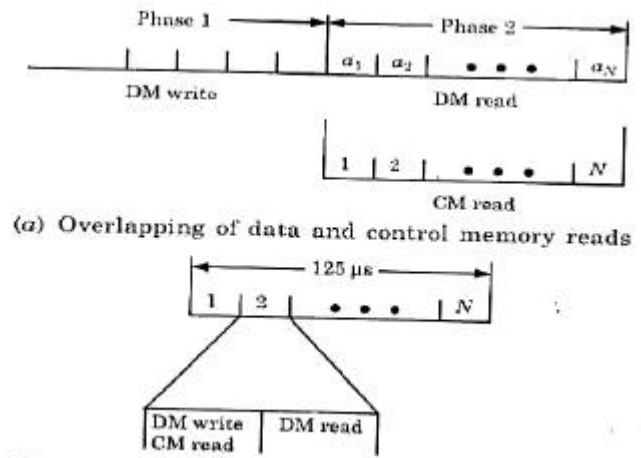 Phase 1 Phase 2
a₁ a₂ • • • a_N
DM write DM read
1 2 • • • N
CM read
(a) Overlapping of data and control memory reads
125 μs
1 2 • • • N
DM write DM read
CM read